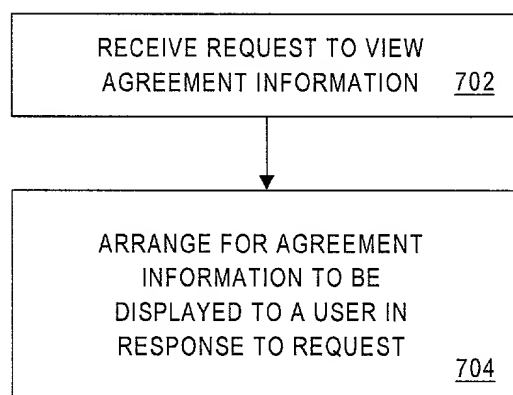 RECEIVE REQUEST TO VIEW
AGREEMENT INFORMATION 702
ARRANGE FOR AGREEMENT
INFORMATION TO BE
DISPLAYED TO A USER IN
RESPONSE TO REQUEST
704